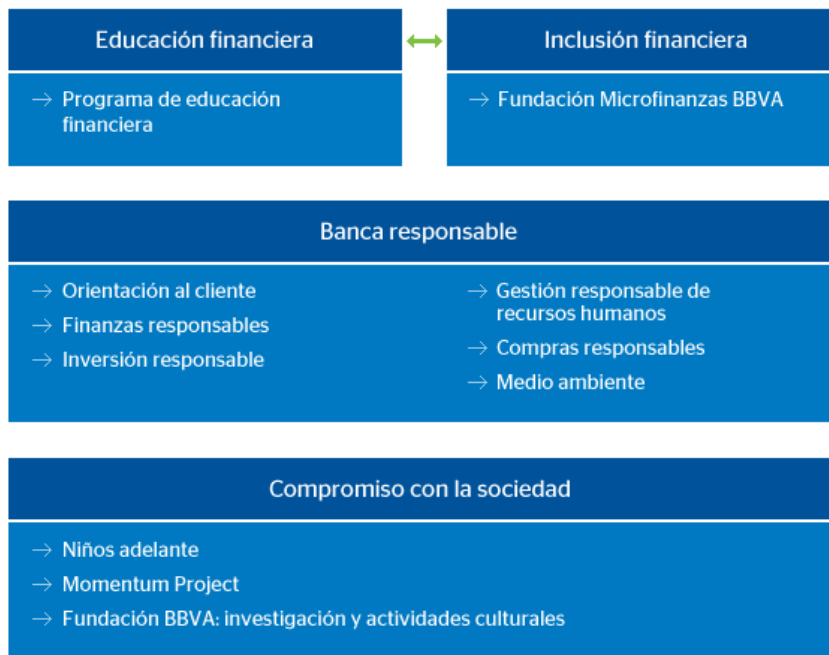 Educación financiera
→ Programa de educación
financiera
Inclusión financiera
→ Fundación Microfinanzas BBVA
Banca responsable
→ Orientación al cliente
→ Finanzas responsables
→ Inversión responsable
→ Gestión responsable de
recursos humanos
→ Compras responsables
→ Medio ambiente
Compromiso con la sociedad
→ Niños adelante
→ Momentum Project
→ Fundación BBVA: investigación y actividades culturales